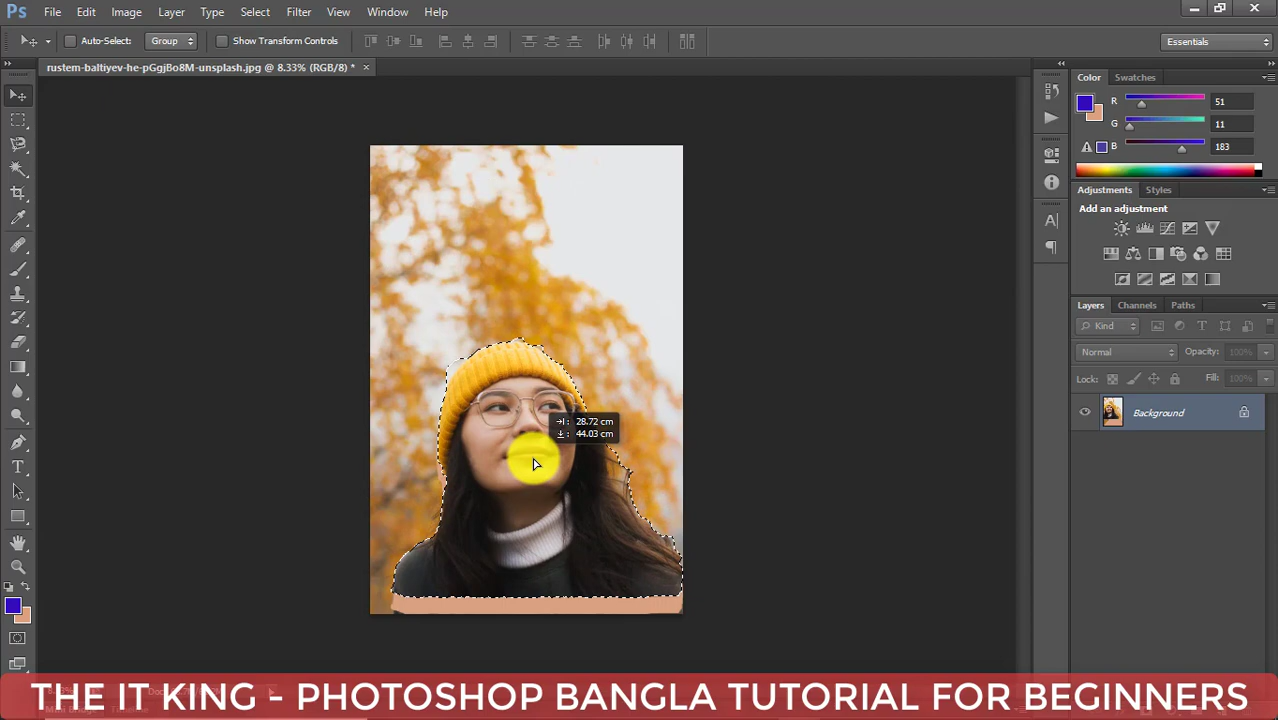 Ps File Edit Image Layer Type Select Filter View Window Help
Auto-Select: Group Show Transform Controls Essentials
rustem-baltiyev-he-pGgjBo8M-unsplash.jpg @ 8.33% (RGB/8) * ×
Color Swatches
R 51
G 11
B 183
Adjustments Styles
Add an adjustment
Layers Channels Paths
Kind
Normal Opacity: 100%
Lock: Fill: 100%
Background
28.72 cm
44.03 cm
THE IT KING - PHOTOSHOP BANGLA TUTORIAL FOR BEGINNERS